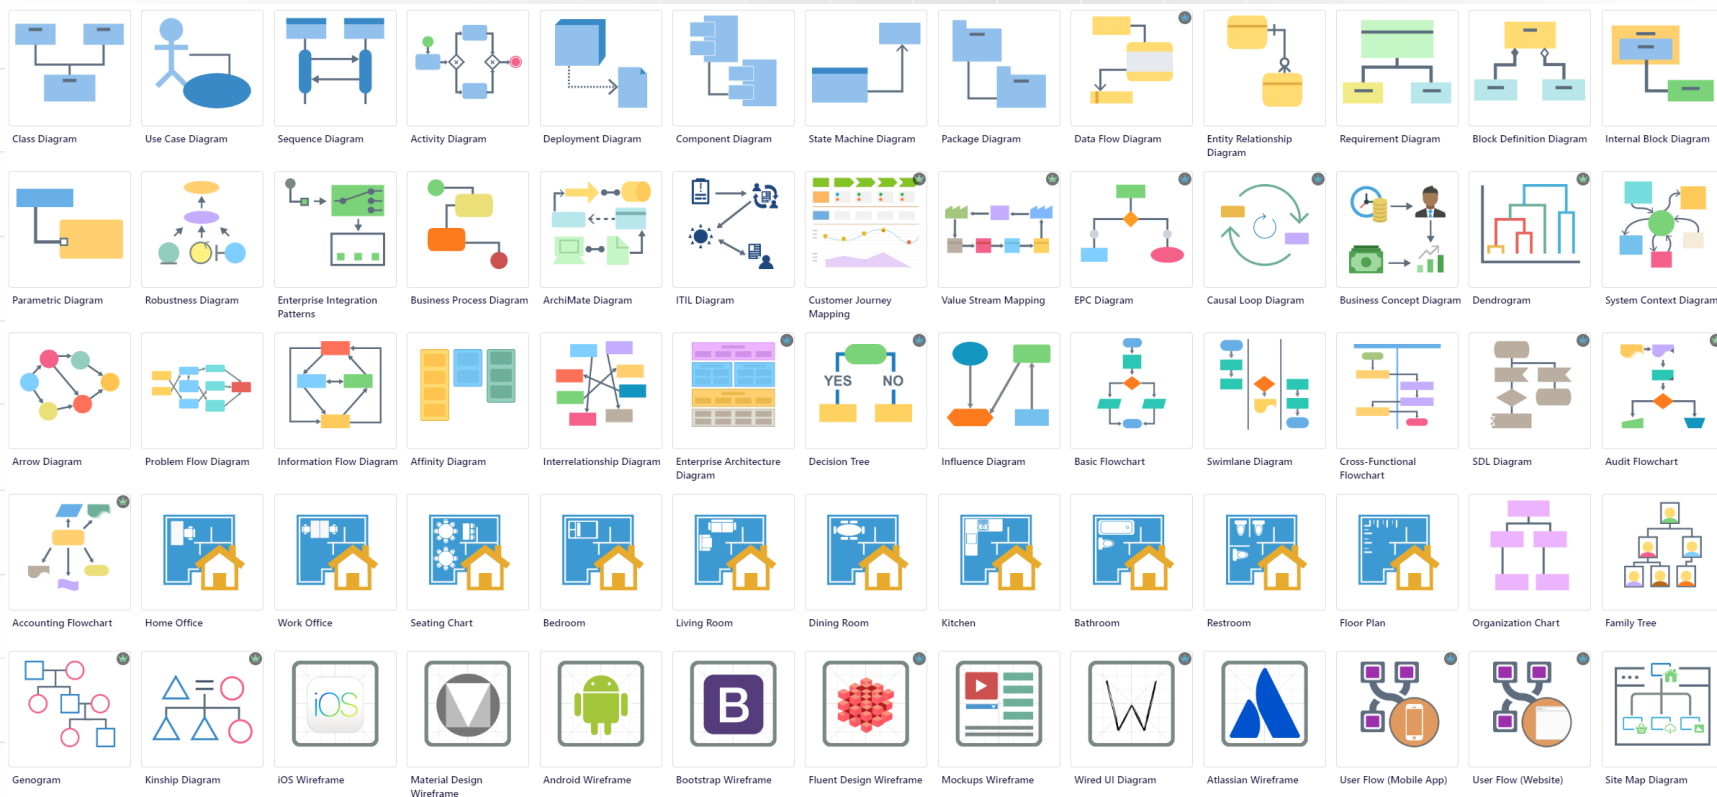 Class Diagram
Use Case Diagram
Sequence Diagram
Activity Diagram
Deployment Diagram
Component Diagram
State Machine Diagram
Package Diagram
Data Flow Diagram
Entity Relationship
Diagram
Requirement Diagram
Block Definition Diagram
Internal Block Diagram
Parametric Diagram
Robustness Diagram
Enterprise Integration
Patterns
Business Process Diagram
ArchiMate Diagram
ITIL Diagram
Customer Journey
Mapping
Value Stream Mapping
EPC Diagram
Causal Loop Diagram
Business Concept Diagram
Dendrogram
System Context Diagram
YES NO
Arrow Diagram
Problem Flow Diagram
Information Flow Diagram
Affinity Diagram
Interrelationship Diagram
Enterprise Architecture
Diagram
Decision Tree
Influence Diagram
Basic Flowchart
Swimlane Diagram
Cross-Functional
Flowchart
SDL Diagram
Audit Flowchart
Accounting Flowchart
Home Office
Work Office
Seating Chart
Bedroom
Living Room
Dining Room
Kitchen
Bathroom
Restroom
Floor Plan
Organization Chart
Family Tree
iOS
B
W
Genogram
Kinship Diagram
iOS Wireframe
Material Design
Wireframe
Android Wireframe
Bootstrap Wireframe
Fluent Design Wireframe
Mockups Wireframe
Wired UI Diagram
Atlassian Wireframe
User Flow (Mobile App)
User Flow (Website)
Site Map Diagram